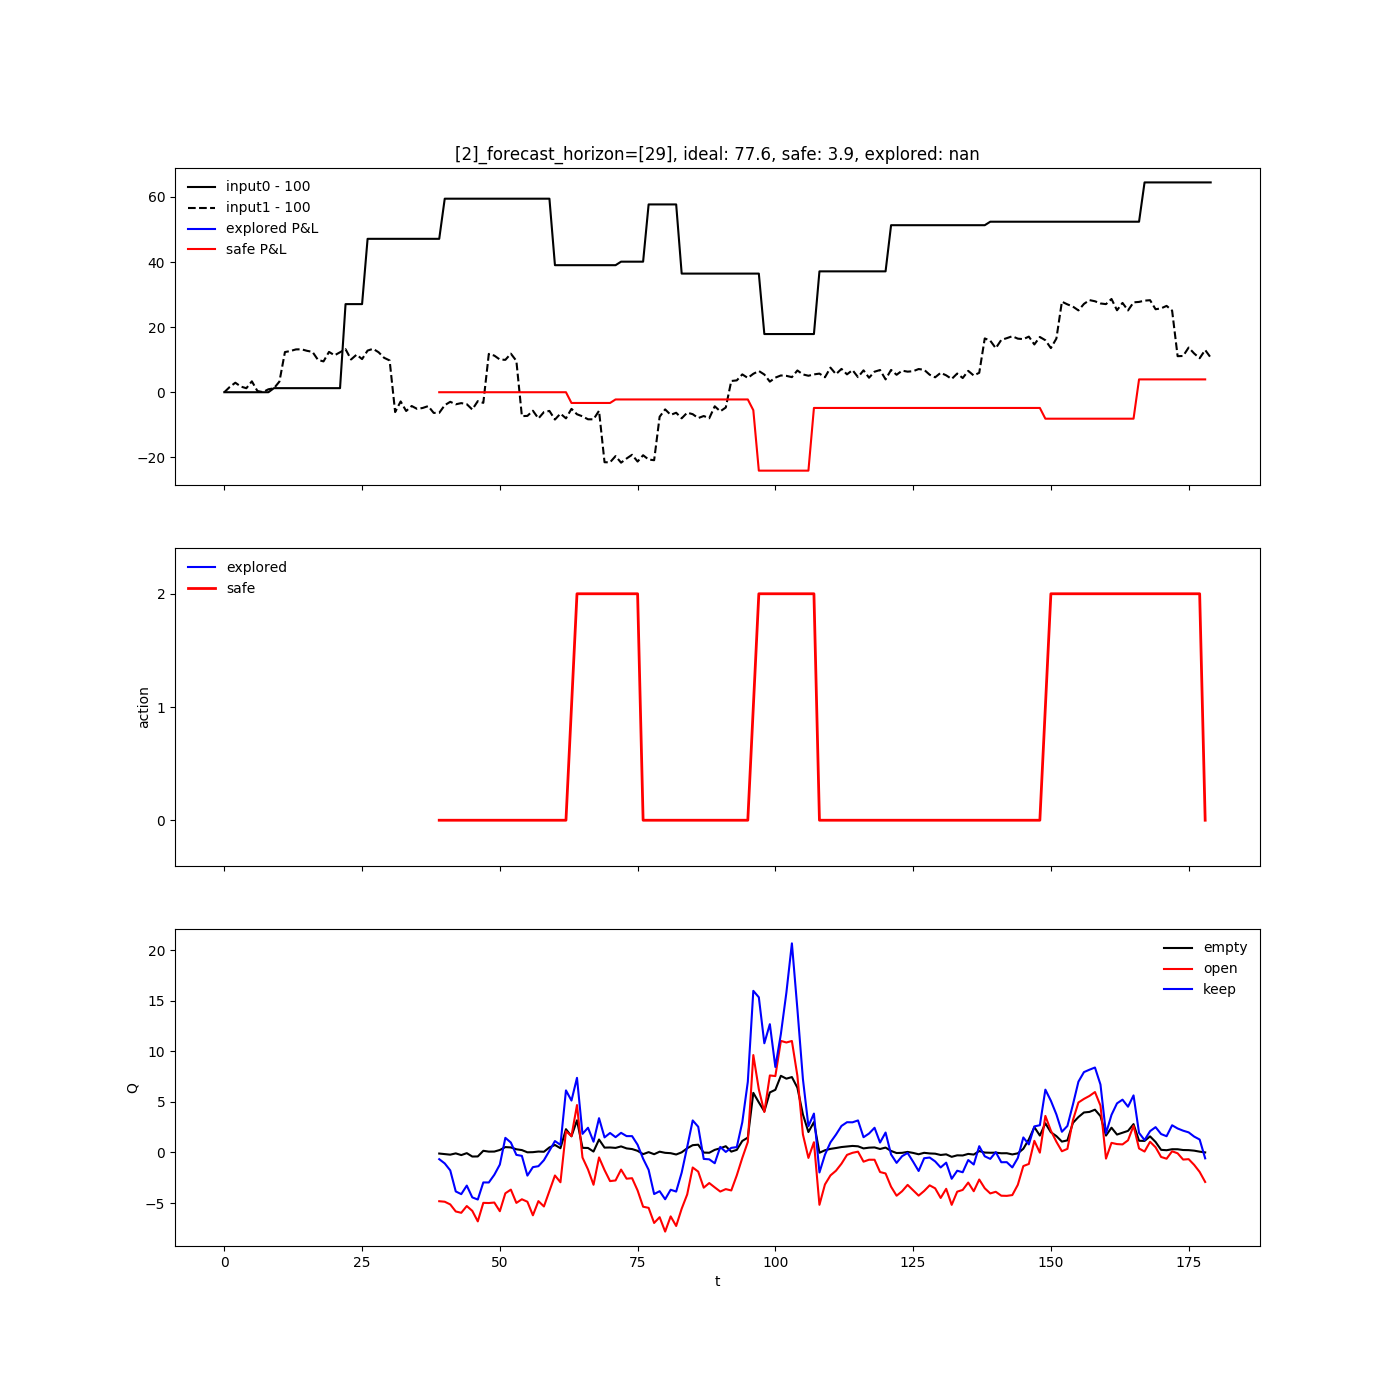 [2]_forecast_horizon=[29], ideal: 77.6, safe: 3.9, explored: nan
input0 - 100
input1 - 100
explored P&L
safe P&L
60
40
20
0
−20
explored
safe
2
1
0
action
empty
open
keep
20
15
10
5
0
−5
Q
0 25 50 75 100 125 150 175
t